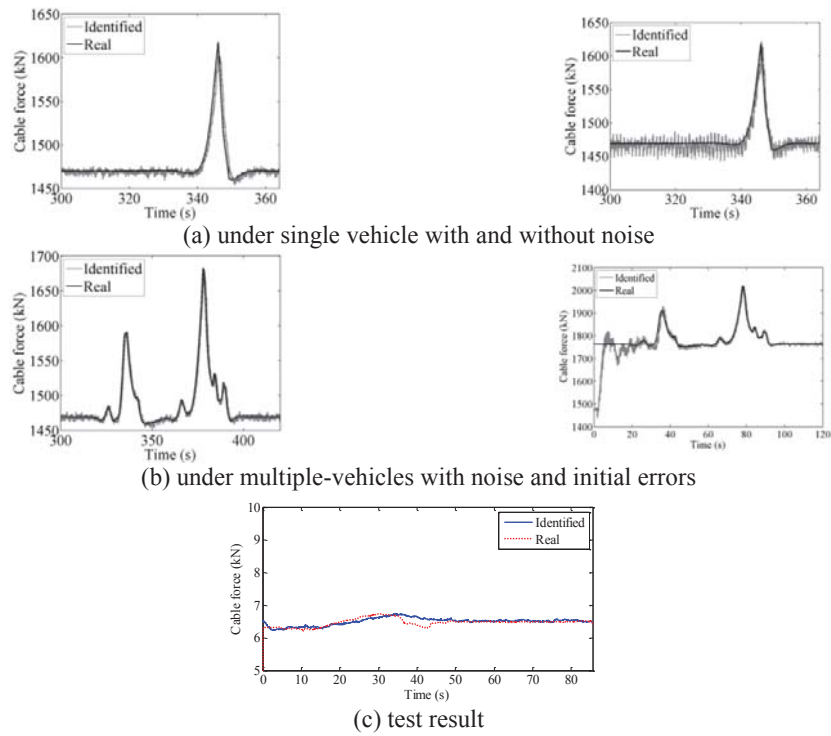 1650
1600
1550
1500
1450
Cable force (kN)
Identified
Real
300 320 340 360
Time (s)
1650
1600
1550
1500
1450
1400
Cable force (kN)
Identified
Real
300 320 340 360
Time (s)
(a) under single vehicle with and without noise
1700
1650
1600
1550
1500
1450
Cable force (kN)
Identified
Real
300 350 400
Time (s)
2100
2000
1900
1800
1700
1600
1500
1400
Cable force (kN)
Identified
Real
0 20 40 60 80 100 120
Time (s)
(b) under multiple-vehicles with noise and initial errors
10
9
8
7
6
5
Cable force (kN)
Identified
Real
0 10 20 30 40 50 60 70 80
Time (s)
(c) test result